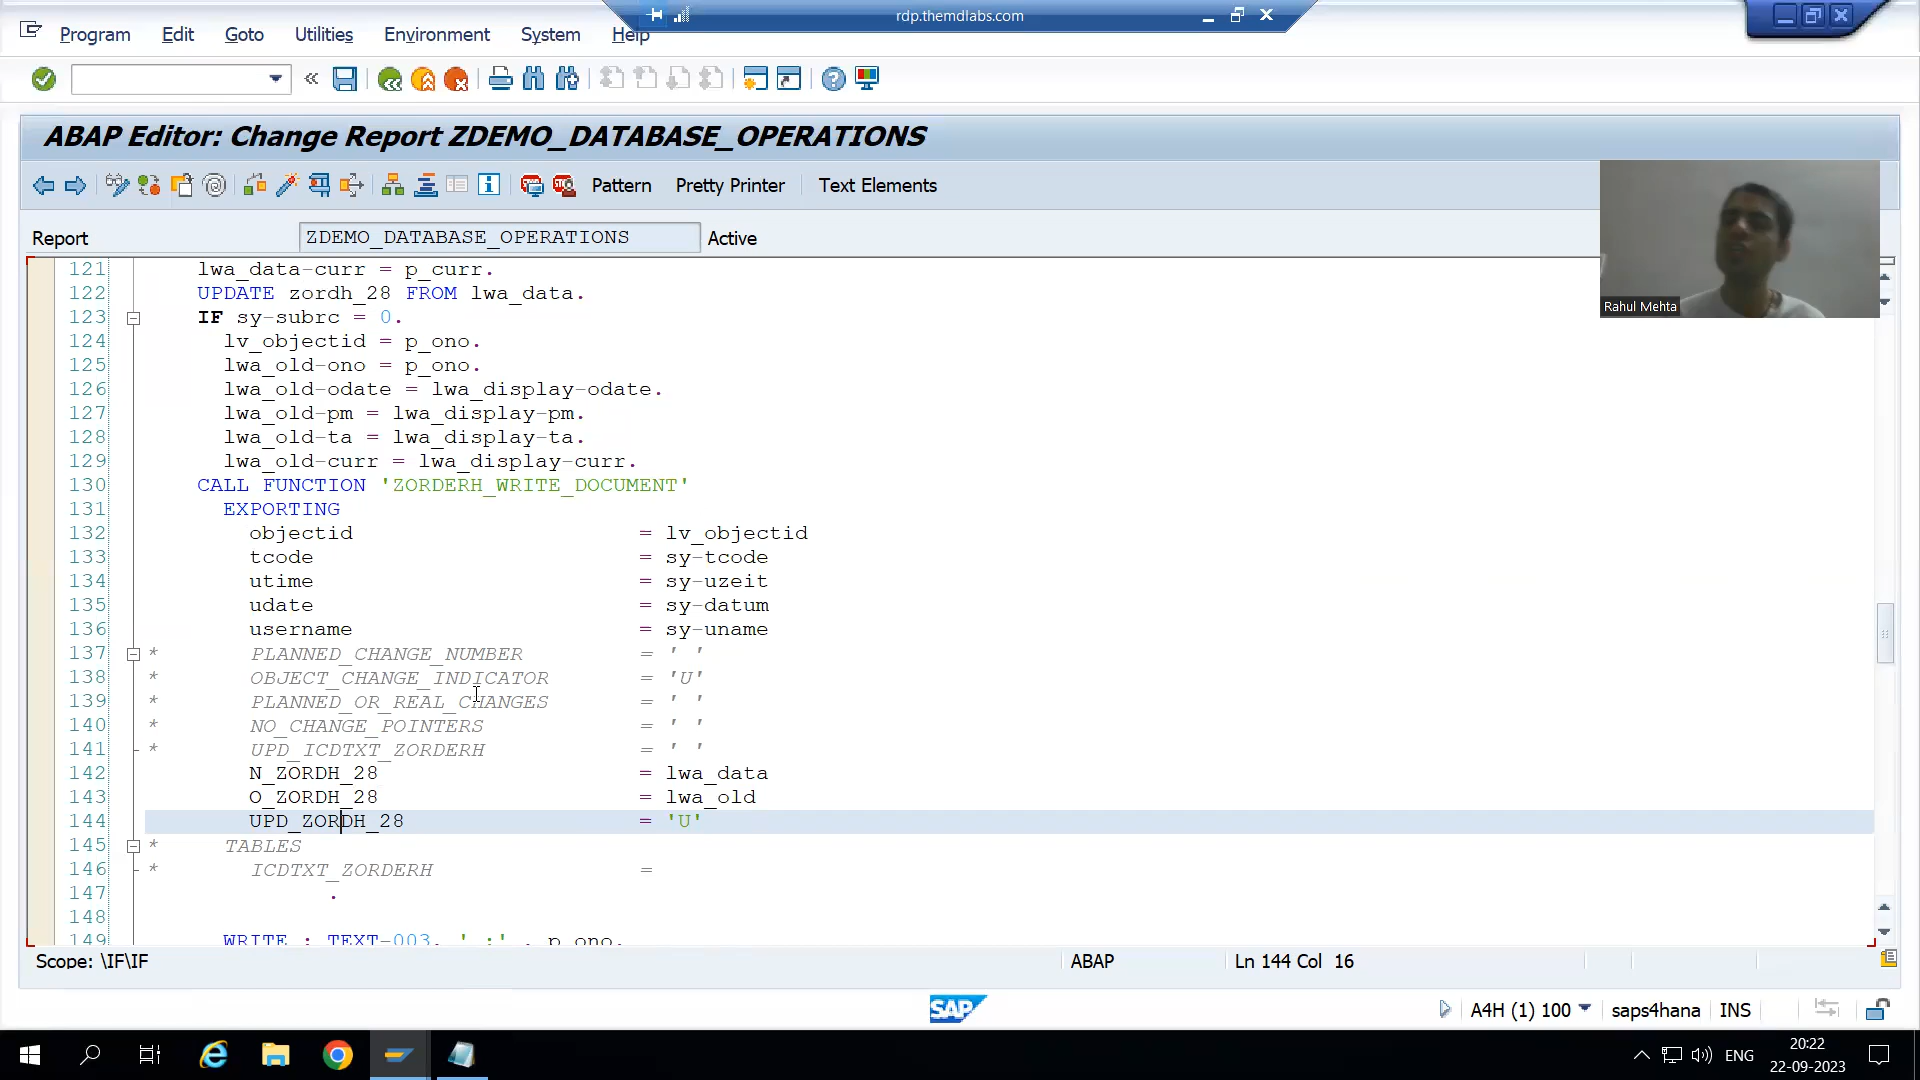 rdp.themdlabs.com
Program Edit Goto Utilities Environment System Help
ABAP Editor: Change Report ZDEMO_DATABASE_OPERATIONS
Pattern Pretty Printer Text Elements
Report ZDEMO_DATABASE_OPERATIONS Active
Rahul Mehta
121 lwa_data-curr = p_curr.
122 UPDATE zordh_28 FROM lwa_data.
123 IF sy-subrc = 0.
124 lv_objectid = p_ono.
125 lwa_old-ono = p_ono.
126 lwa_old-odate = lwa_display-odate.
127 lwa_old-pm = lwa_display-pm.
128 lwa_old-ta = lwa_display-ta.
129 lwa_old-curr = lwa_display-curr.
130 CALL FUNCTION 'ZORDERH_WRITE_DOCUMENT'
131 EXPORTING
132 objectid = lv_objectid
133 tcode = sy-tcode
134 utime = sy-uzeit
135 udate = sy-datum
136 username = sy-uname
137 * PLANNED_CHANGE_NUMBER = ' '
138 * OBJECT_CHANGE_INDICATOR = 'U'
139 * PLANNED_OR_REAL_CHANGES = ' '
140 * NO_CHANGE_POINTERS = ' '
141 * UPD_ICDTXT_ZORDERH = ' '
142 N_ZORDH_28 = lwa_data
143 O_ZORDH_28 = lwa_old
144 UPD_ZORDH_28 = 'U'
145 * TABLES
146 * ICDTXT_ZORDERH =
147 .
148
149 WRITE : TEXT-003, ' :' , p_ono.
Scope: \IF\IF ABAP Ln 144 Col 16
SAP A4H (1) 100 saps4hana INS
ENG 20:22
22-09-2023